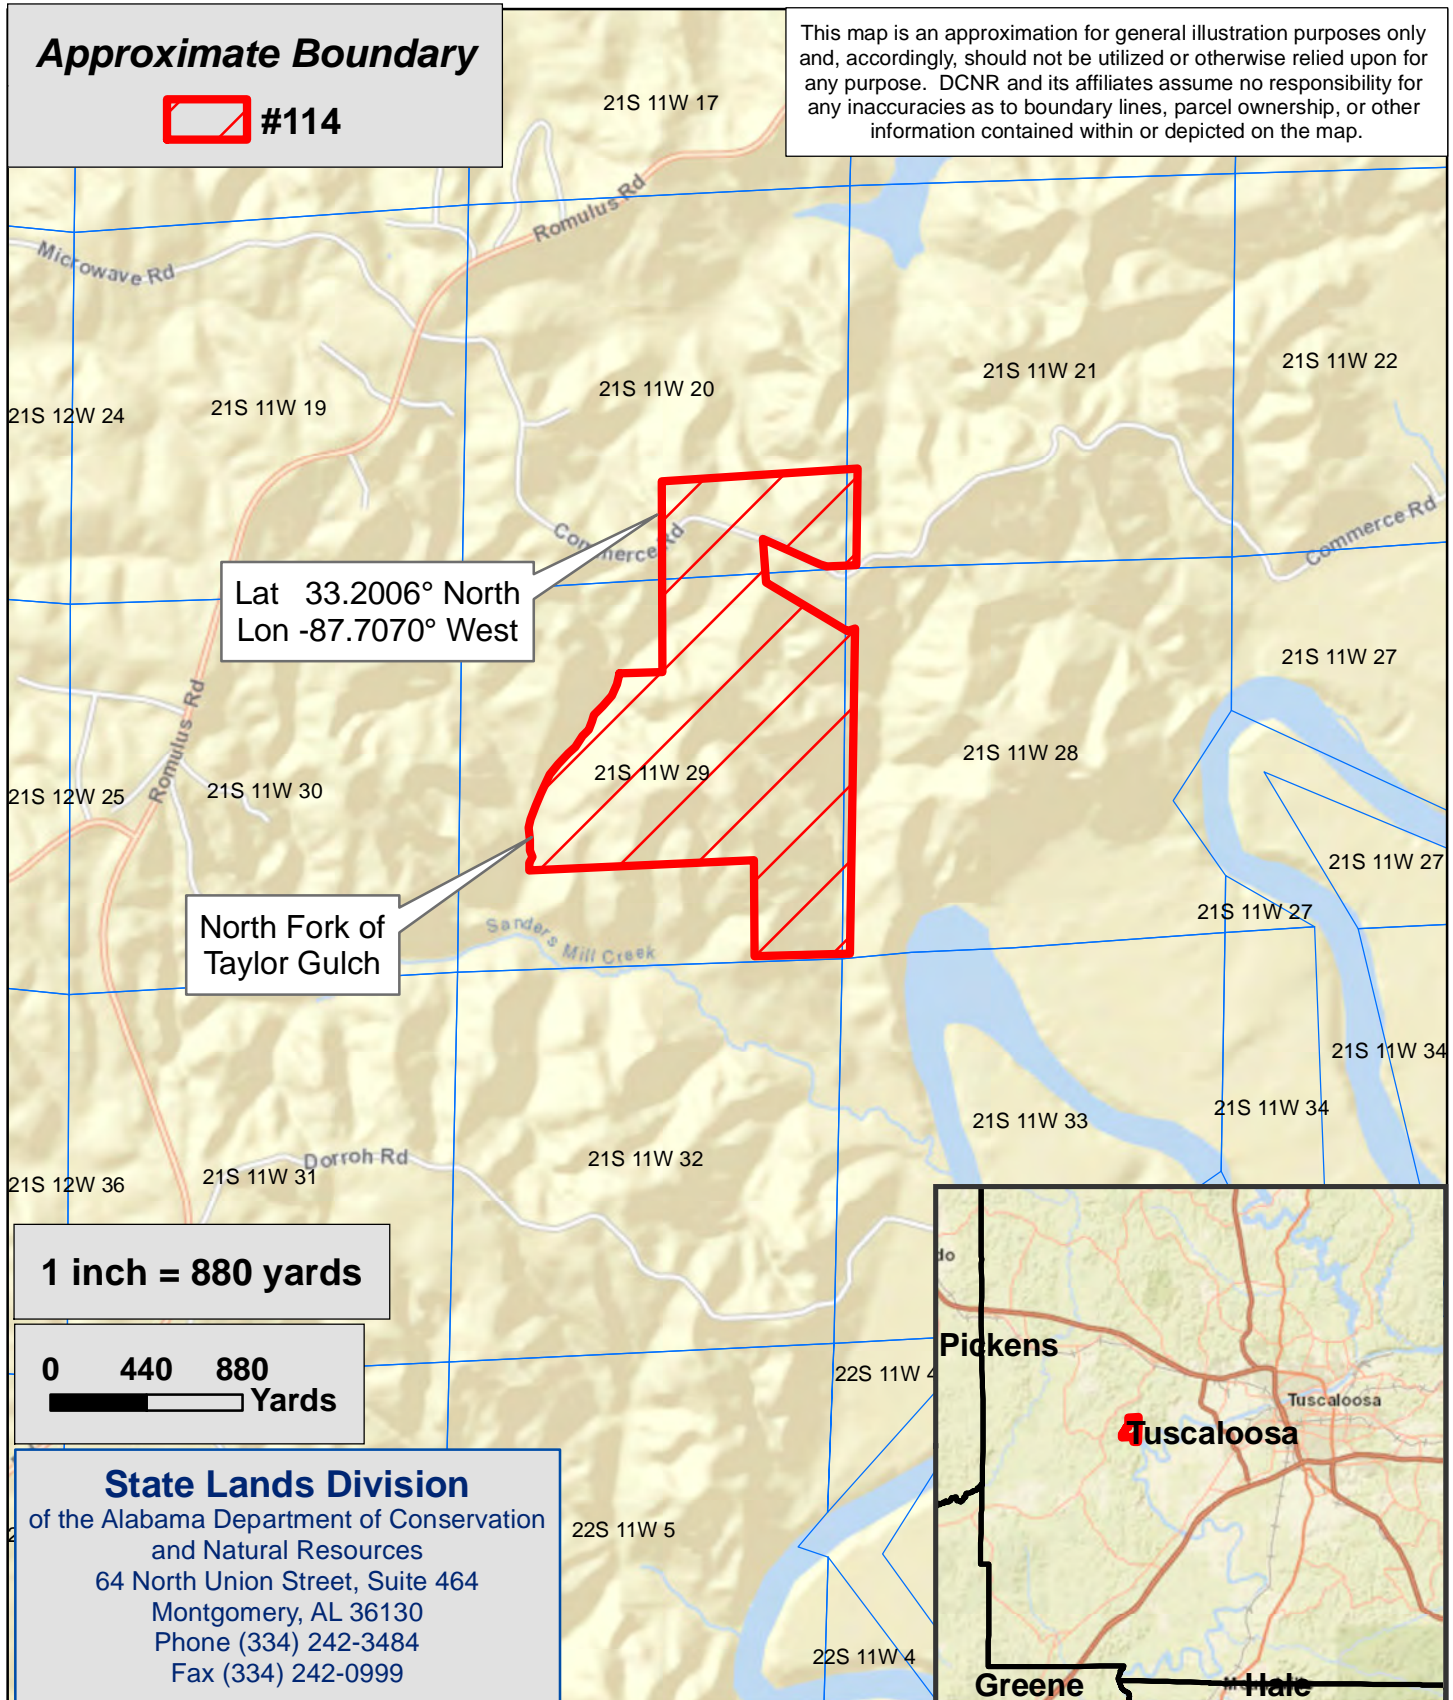 Approximate Boundary
#114
This map is an approximation for general illustration purposes only
and, accordingly, should not be utilized or otherwise relied upon for
any purpose.  DCNR and its affiliates assume no responsibility for
any inaccuracies as to boundary lines, parcel ownership, or other
information contained within or depicted on the map.
21S 11W 17
Romulus Rd
Microwave Rd
21S 11W 22
21S 11W 21
21S 11W 20
21S 11W 19
21S 12W 24
Commerce Rd
Commerce Rd
Lat   33.2006° North
Lon -87.7070° West
21S 11W 27
Romulus Rd
21S 11W 28
21S 11W 29
21S 11W 30
21S 12W 25
21S 11W 27
21S 11W 27
North Fork of
Taylor Gulch
Sanders Mill Creek
21S 11W 34
21S 11W 34
21S 11W 33
Dorroh Rd
21S 11W 32
21S 11W 31
21S 12W 36
1 inch = 880 yards
0 440 880
Yards
22S 11W 4
do
Pickens
Tuscaloosa
Tuscaloosa
Greene
Hale
State Lands Division
of the Alabama Department of Conservation
and Natural Resources
64 North Union Street, Suite 464
Montgomery, AL 36130
Phone (334) 242-3484
Fax (334) 242-0999
22S 11W 5
22S 11W 4